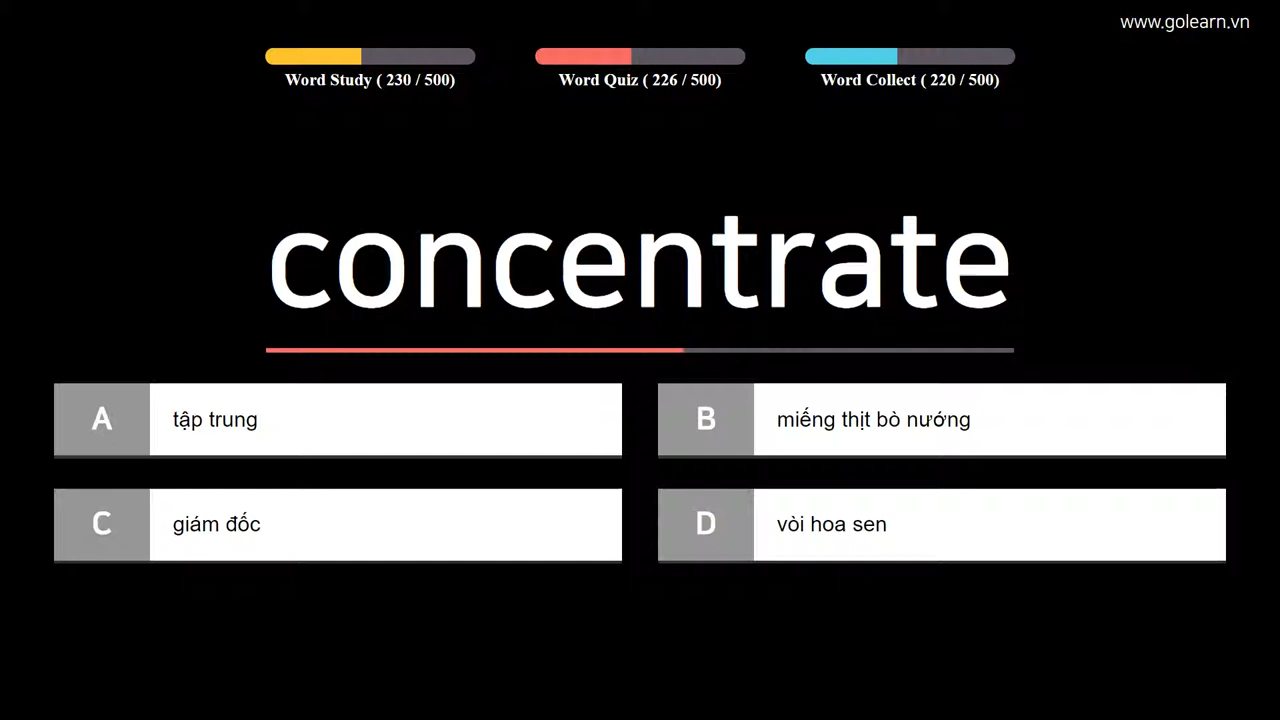 www.golearn.vn
Word Study ( 230 / 500)
Word Quiz ( 226 / 500)
Word Collect ( 220 / 500)
concentrate
A
tập trung
B
miếng thịt bò nướng
C
giám đốc
D
vòi hoa sen